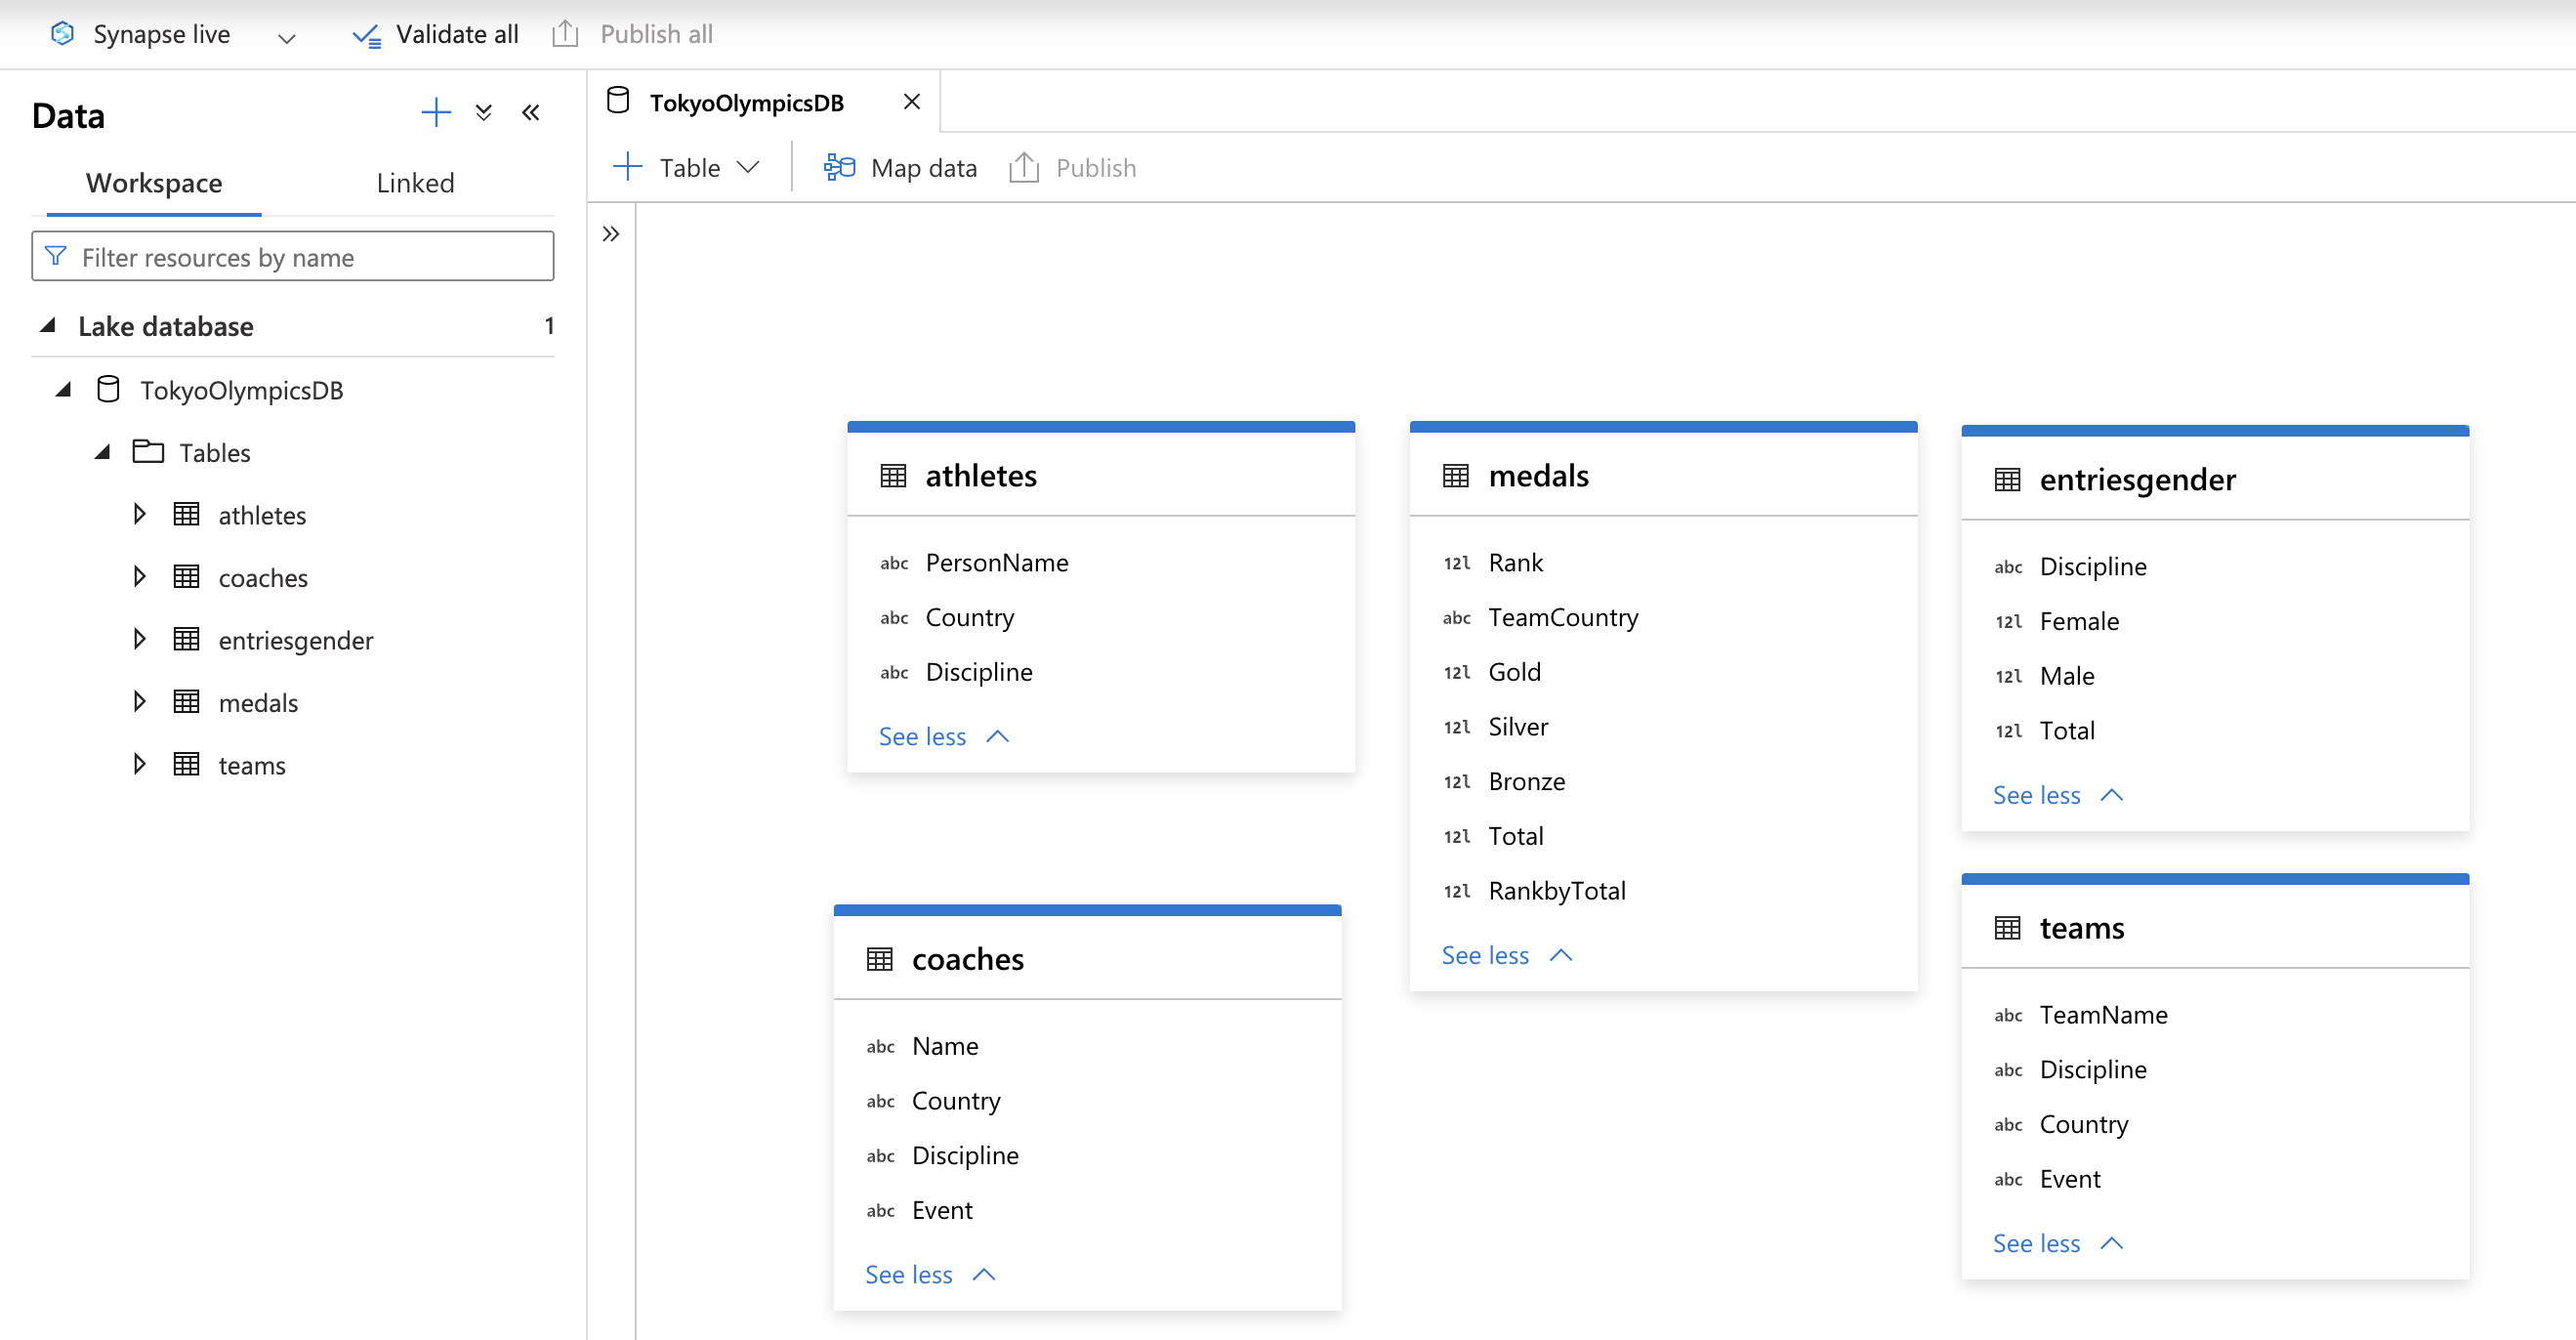 Synapse live
Validate all
Publish all
Data
Workspace
Linked
Filter resources by name
Lake database 1
TokyoOlympicsDB
Tables
athletes
coaches
entriesgender
medals
teams
TokyoOlympicsDB
Table
Map data
Publish
athletes
abc PersonName
abc Country
abc Discipline
See less
coaches
abc Name
abc Country
abc Discipline
abc Event
See less
medals
12l Rank
abc TeamCountry
12l Gold
12l Silver
12l Bronze
12l Total
12l RankbyTotal
See less
entriesgender
abc Discipline
12l Female
12l Male
12l Total
See less
teams
abc TeamName
abc Discipline
abc Country
abc Event
See less